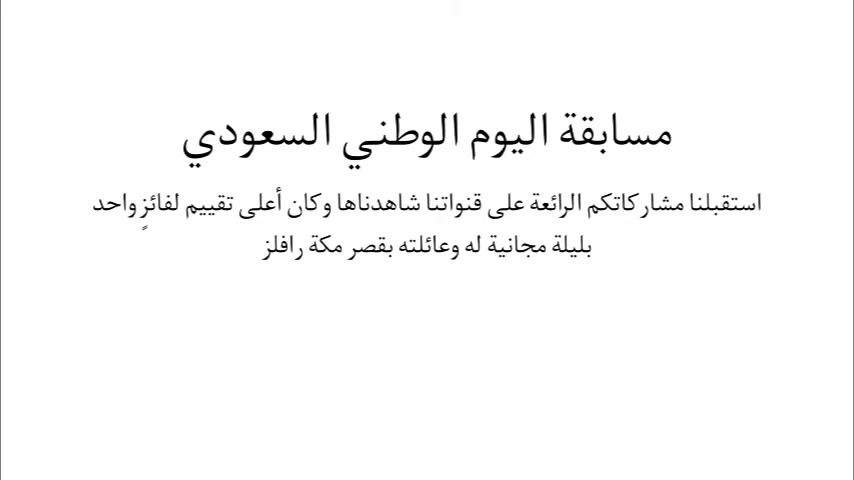 مسابقة اليوم الوطني السعودي
استقبلنا مشاركاتكم الرائعة على قنواتنا شاهدناها وكان أعلى تقييم لفائزٍ واحد
بليلة مجانية له وعائلته بقصر مكة رافلز